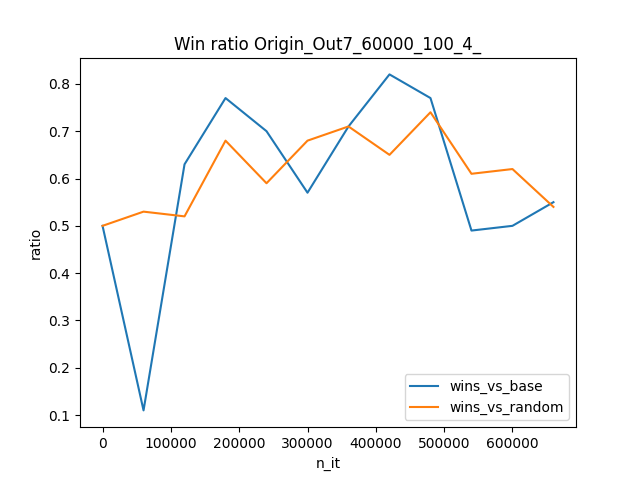 Win ratio Origin_Out7_60000_100_4_
ratio
0.8
0.7
0.6
0.5
0.4
0.3
0.2
0.1
wins_vs_base
wins_vs_random
0 100000 200000 300000 400000 500000 600000
n_it